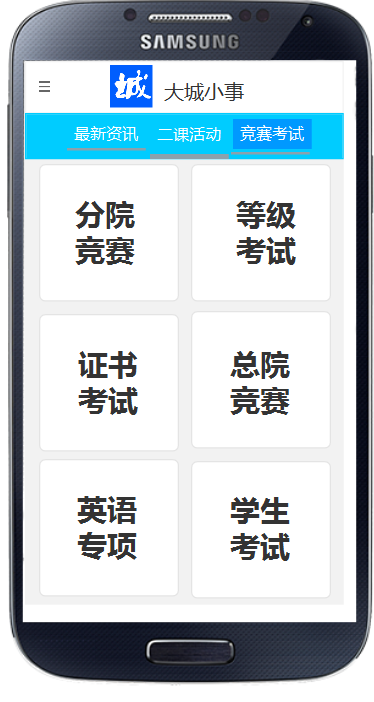 SAMSUNG
☰ 城 大城小事
最新资讯 二课活动 竞赛考试
分院
竞赛
等级
考试
证书
考试
总院
竞赛
英语
专项
学生
考试